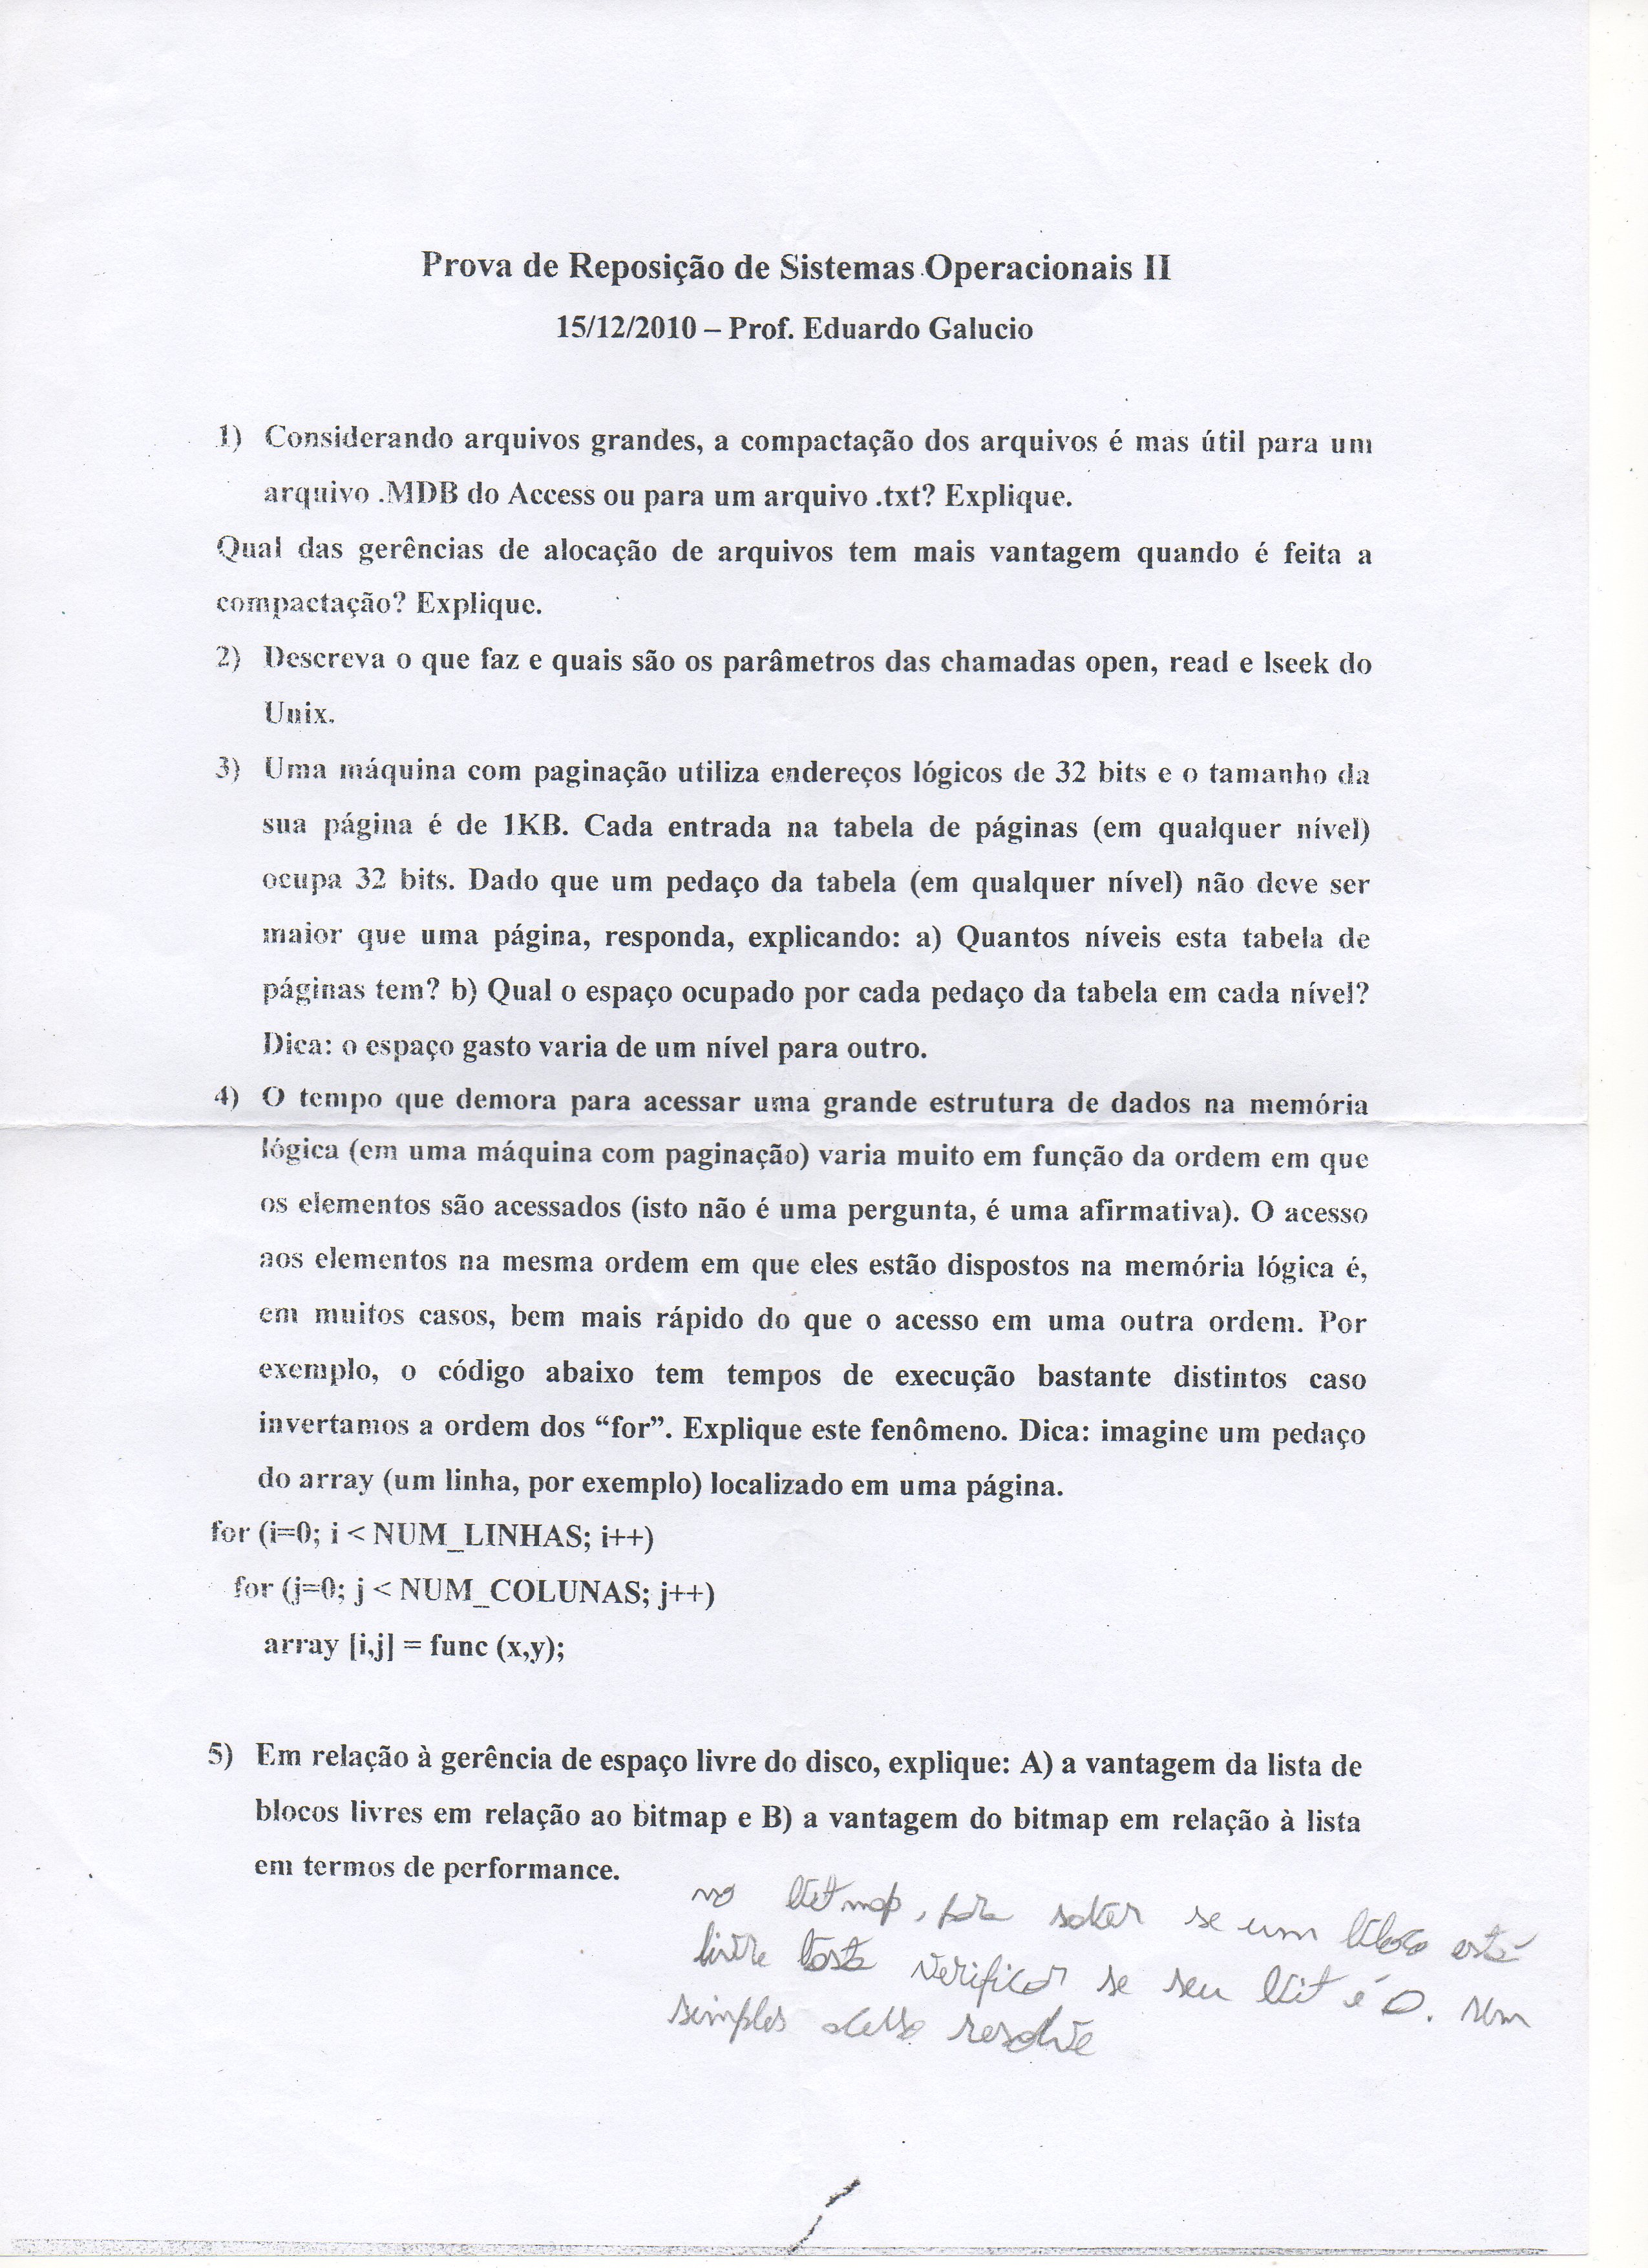 Prova de Reposição de Sistemas Operacionais II
15/12/2010 – Prof. Eduardo Galucio
1) Considerando arquivos grandes, a compactação dos arquivos é mas útil para um
arquivo .MDB do Access ou para um arquivo .txt? Explique.
Qual das gerências de alocação de arquivos tem mais vantagem quando é feita a
compactação? Explique.
2) Descreva o que faz e quais são os parâmetros das chamadas open, read e lseek do
Unix.
3) Uma máquina com paginação utiliza endereços lógicos de 32 bits e o tamanho da
sua página é de 1KB. Cada entrada na tabela de páginas (em qualquer nível)
ocupa 32 bits. Dado que um pedaço da tabela (em qualquer nível) não deve ser
maior que uma página, responda, explicando: a) Quantos níveis esta tabela de
páginas tem? b) Qual o espaço ocupado por cada pedaço da tabela em cada nível?
Dica: o espaço gasto varia de um nível para outro.
4) O tempo que demora para acessar uma grande estrutura de dados na memória
lógica (em uma máquina com paginação) varia muito em função da ordem em que
os elementos são acessados (isto não é uma pergunta, é uma afirmativa). O acesso
aos elementos na mesma ordem em que eles estão dispostos na memória lógica é,
em muitos casos, bem mais rápido do que o acesso em uma outra ordem. Por
exemplo, o código abaixo tem tempos de execução bastante distintos caso
invertamos a ordem dos “for”. Explique este fenômeno. Dica: imagine um pedaço
do array (um linha, por exemplo) localizado em uma página.
for (i=0; i < NUM_LINHAS; i++)
for (j=0; j < NUM_COLUNAS; j++)
array [i,j] = func (x,y);
5) Em relação à gerência de espaço livre do disco, explique: A) a vantagem da lista de
blocos livres em relação ao bitmap e B) a vantagem do bitmap em relação à lista
em termos de performance.
no bitmap, para saber se um bloco está
livre basta verificar se seu bit é 0.
simples acesso resolve